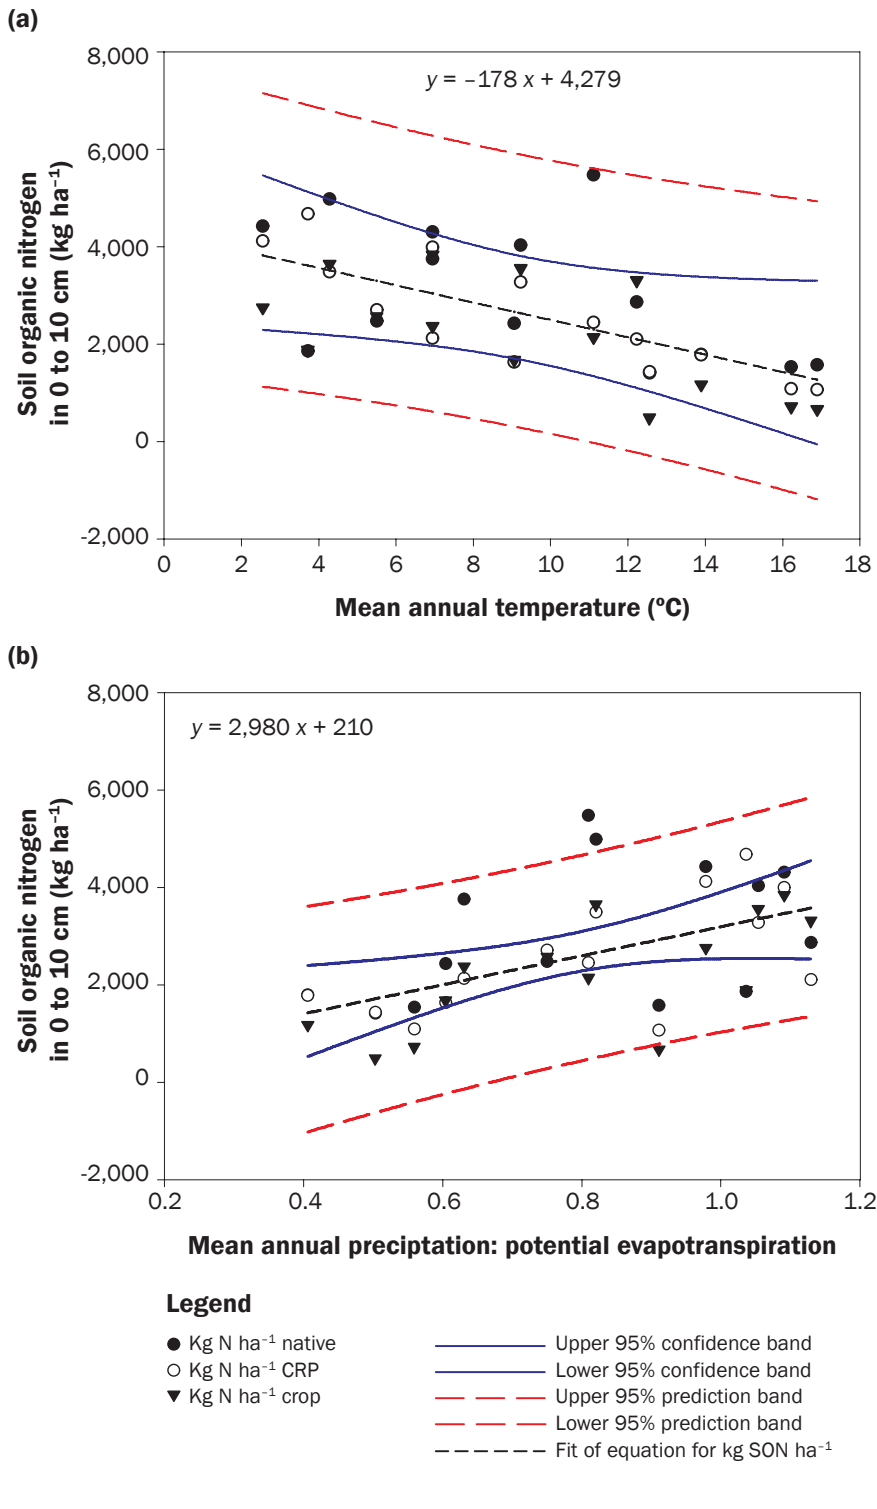 (a)
8,000
6,000
4,000
2,000
0
-2,000
Soil organic nitrogen
in 0 to 10 cm (kg ha⁻¹)
y = –178 x + 4,279
0 2 4 6 8 10 12 14 16 18
Mean annual temperature (ºC)
(b)
8,000
6,000
4,000
2,000
0
-2,000
Soil organic nitrogen
in 0 to 10 cm (kg ha⁻¹)
y = 2,980 x + 210
0.2 0.4 0.6 0.8 1.0 1.2
Mean annual preciptation: potential evapotranspiration
Legend
Kg N ha⁻¹ native
Kg N ha⁻¹ CRP
Kg N ha⁻¹ crop
Upper 95% confidence band
Lower 95% confidence band
Upper 95% prediction band
Lower 95% prediction band
Fit of equation for kg SON ha⁻¹